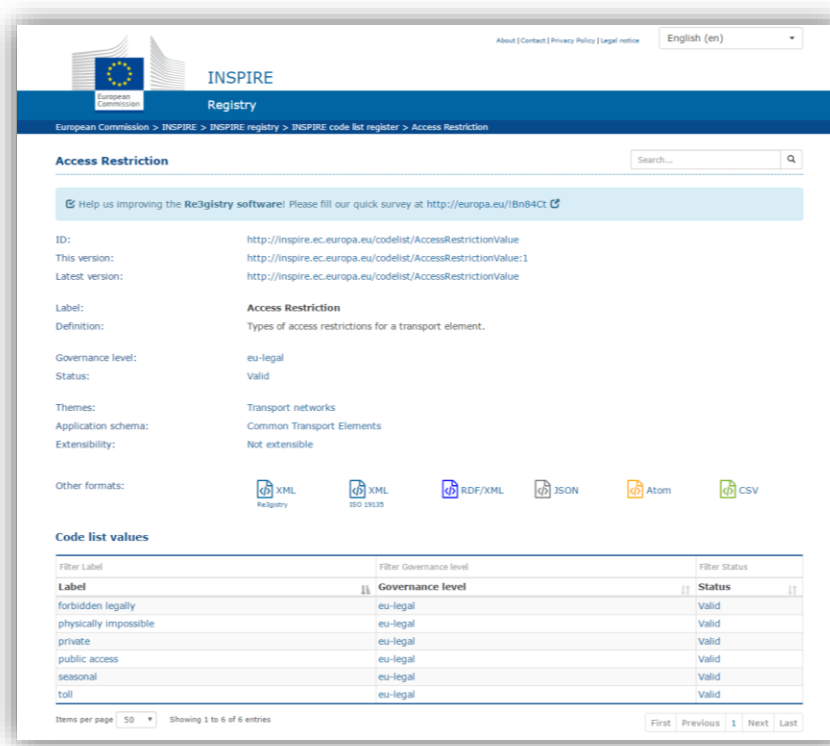 About | Contact | Privacy Policy | Legal notice
English (en)
European
Commission
INSPIRE
Registry
European Commission > INSPIRE > INSPIRE registry > INSPIRE code list register > Access Restriction
Access Restriction
Search...
Help us improving the Re3gistry software! Please fill our quick survey at http://europa.eu/!Bn84Ct
ID: http://inspire.ec.europa.eu/codelist/AccessRestrictionValue
This version: http://inspire.ec.europa.eu/codelist/AccessRestrictionValue:1
Latest version: http://inspire.ec.europa.eu/codelist/AccessRestrictionValue
Label: Access Restriction
Definition: Types of access restrictions for a transport element.
Governance level: eu-legal
Status: Valid
Themes: Transport networks
Application schema: Common Transport Elements
Extensibility: Not extensible
Other formats: XML XML RDF/XML JSON Atom CSV
Re3gistry ISO 19135
Code list values
Filter Label Filter Governance level Filter Status
Label Governance level Status
forbidden legally eu-legal Valid
physically impossible eu-legal Valid
private eu-legal Valid
public access eu-legal Valid
seasonal eu-legal Valid
toll eu-legal Valid
Items per page 50 Showing 1 to 6 of 6 entries First Previous 1 Next Last